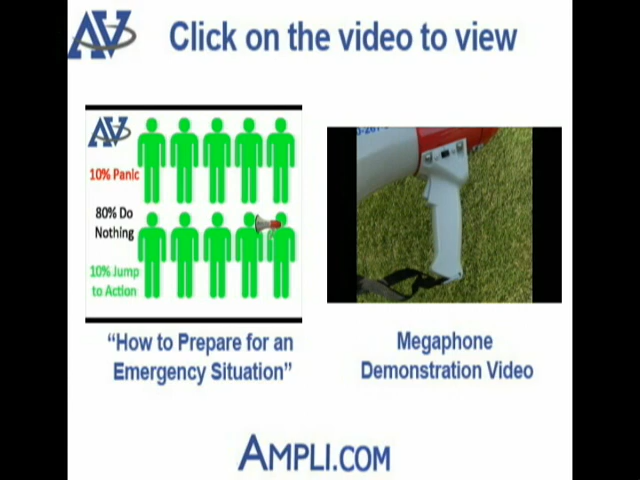 AV
Click on the video to view
AV
10% Panic
80% Do
Nothing
10% Jump
to Action
“How to Prepare for an
Emergency Situation”
Megaphone
Demonstration Video
AMPLI.COM